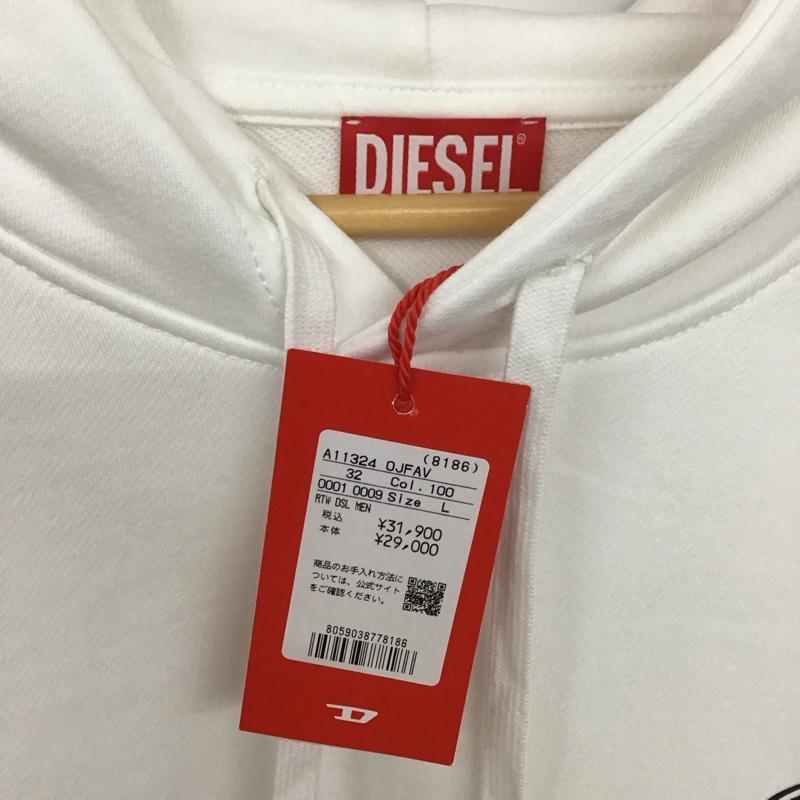 DIESEL®
(8186)
A11324 0JFAV
32 Col. 100
0001 0009 Size L
RTW DSL MEN
税込 ¥31,900
本体 ¥29,000
商品のお手入れ方法に
ついては、公式サイト
をご確認ください。
8059038778186
D